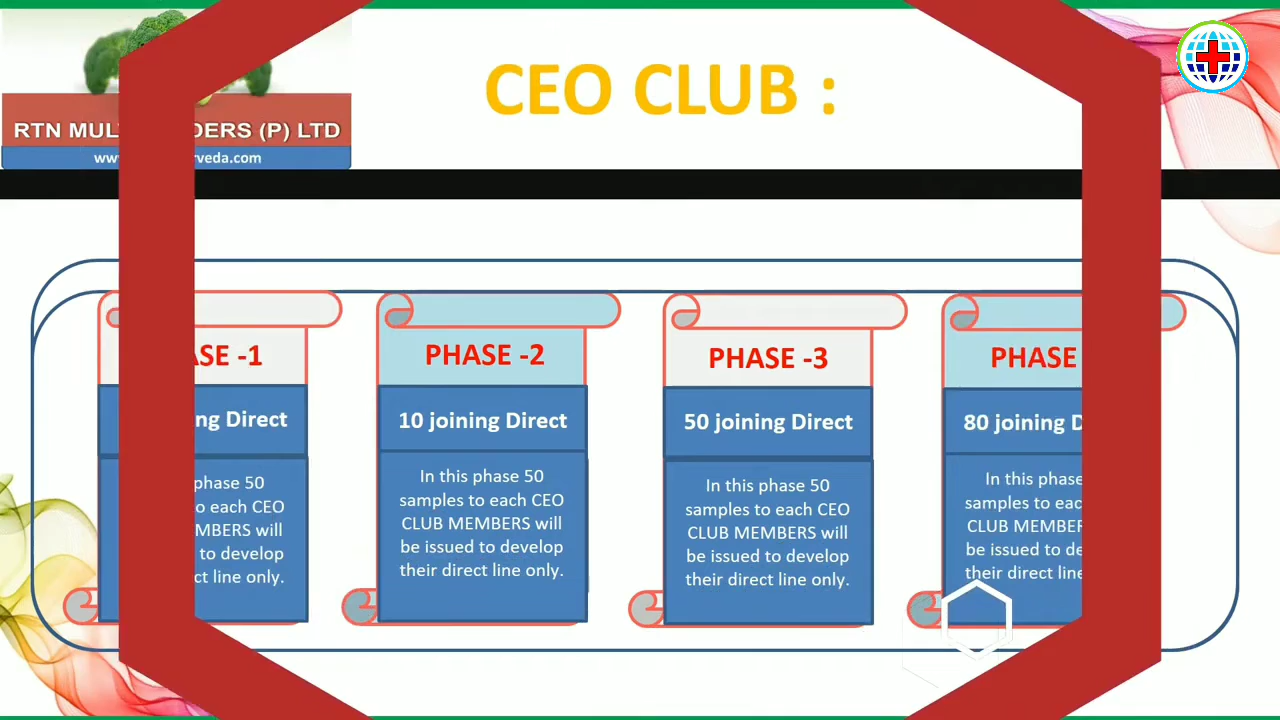 CEO CLUB :
RTN MUL DERS (P) LTD
rveda.com
ASE -1
ng Direct
phase 50
o each CEO
MBERS will
to develop
ct line only.
PHASE -2
10 joining Direct
In this phase 50
samples to each CEO
CLUB MEMBERS will
be issued to develop
their direct line only.
PHASE -3
50 joining Direct
In this phase 50
samples to each CEO
CLUB MEMBERS will
be issued to develop
their direct line only.
PHASE
80 joining D
In this phase
samples to eac
CLUB MEMBER
be issued to de
their direct line